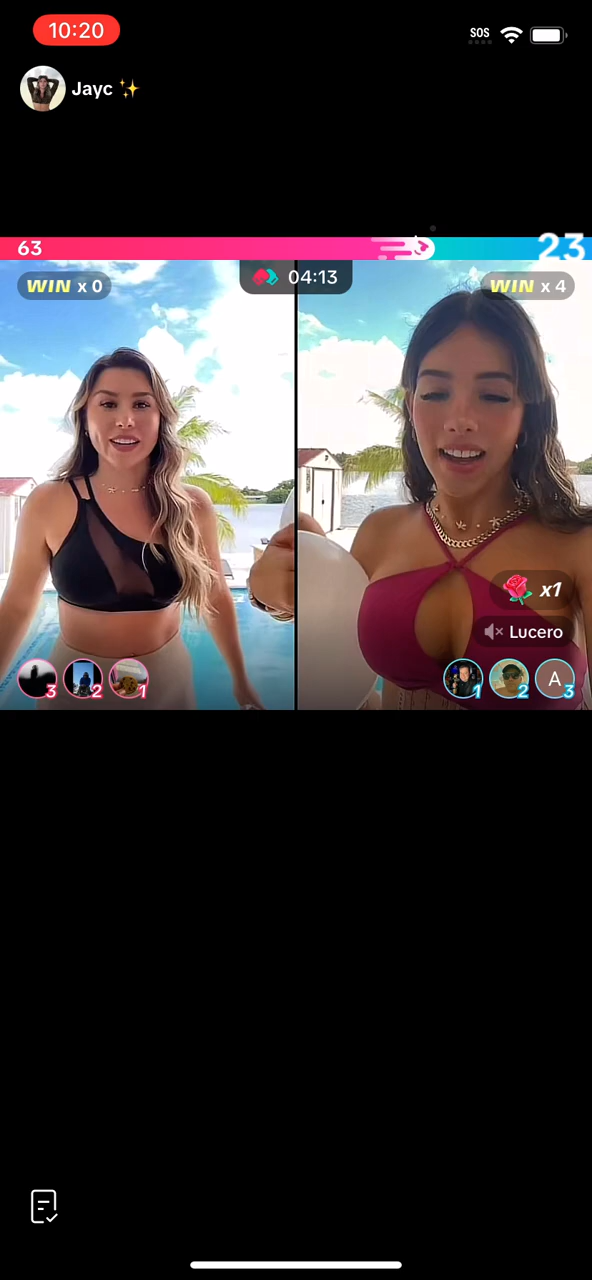 10:20
SOS
Jayc ✨
63
23
WIN x 0
04:13
WIN x 4
x1
Lucero
3
2
1
1
2
A
3